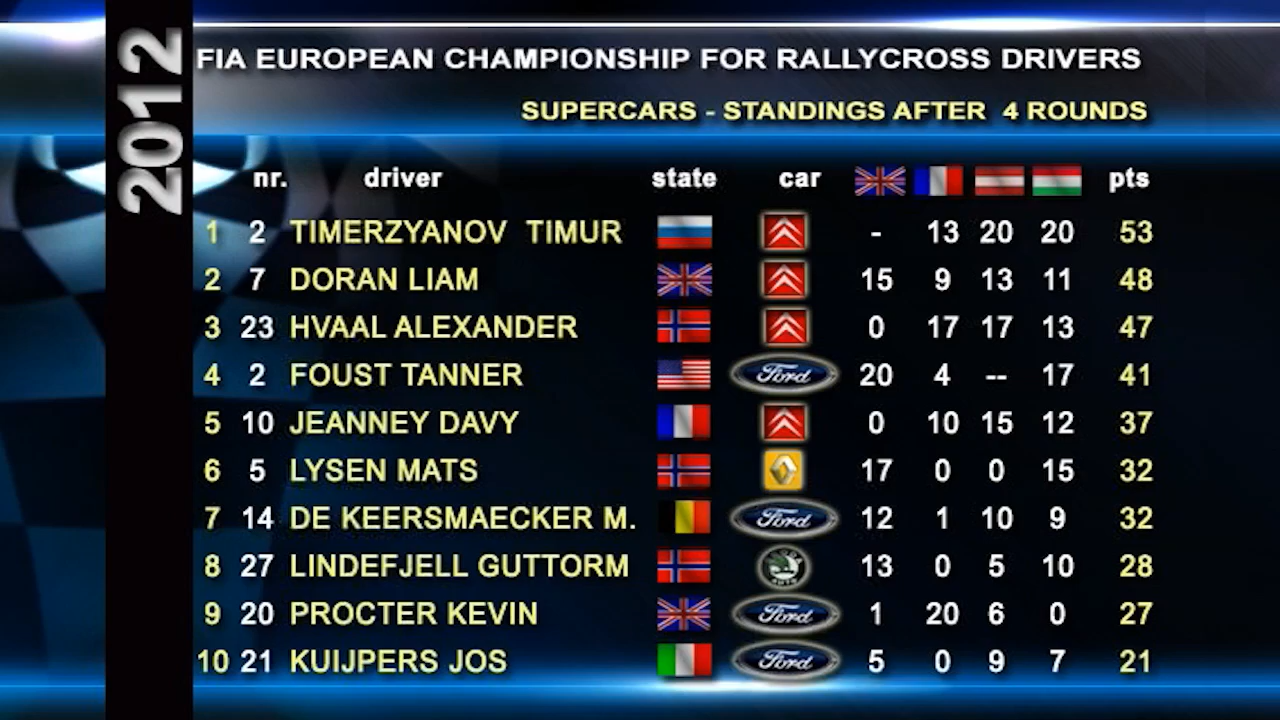 2012
FIA EUROPEAN CHAMPIONSHIP FOR RALLYCROSS DRIVERS
SUPERCARS - STANDINGS AFTER 4 ROUNDS
nr. driver state car pts
1 2 TIMERZYANOV TIMUR - 13 20 20 53
2 7 DORAN LIAM 15 9 13 11 48
3 23 HVAAL ALEXANDER 0 17 17 13 47
4 2 FOUST TANNER Ford 20 4 -- 17 41
5 10 JEANNEY DAVY 0 10 15 12 37
6 5 LYSEN MATS 17 0 0 15 32
7 14 DE KEERSMAECKER M. Ford 12 1 10 9 32
8 27 LINDEFJELL GUTTORM 13 0 5 10 28
9 20 PROCTER KEVIN Ford 1 20 6 0 27
10 21 KUIJPERS JOS Ford 5 0 9 7 21